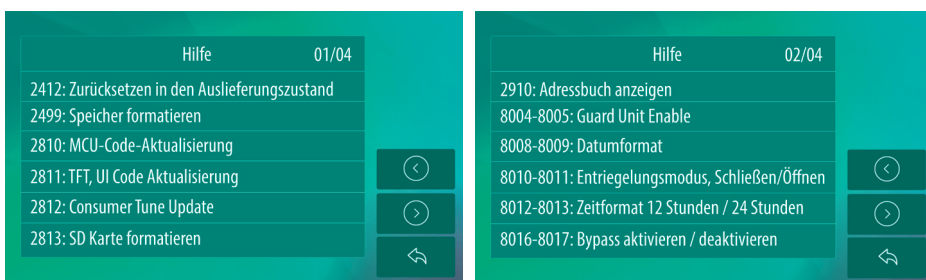 Hilfe 01/04
2412: Zurücksetzen in den Auslieferungszustand
2499: Speicher formatieren
2810: MCU-Code-Aktualisierung
2811: TFT, UI Code Aktualisierung
2812: Consumer Tune Update
2813: SD Karte formatieren
Hilfe 02/04
2910: Adressbuch anzeigen
8004-8005: Guard Unit Enable
8008-8009: Datumformat
8010-8011: Entriegelungsmodus, Schließen/Öffnen
8012-8013: Zeitformat 12 Stunden / 24 Stunden
8016-8017: Bypass aktivieren / deaktivieren